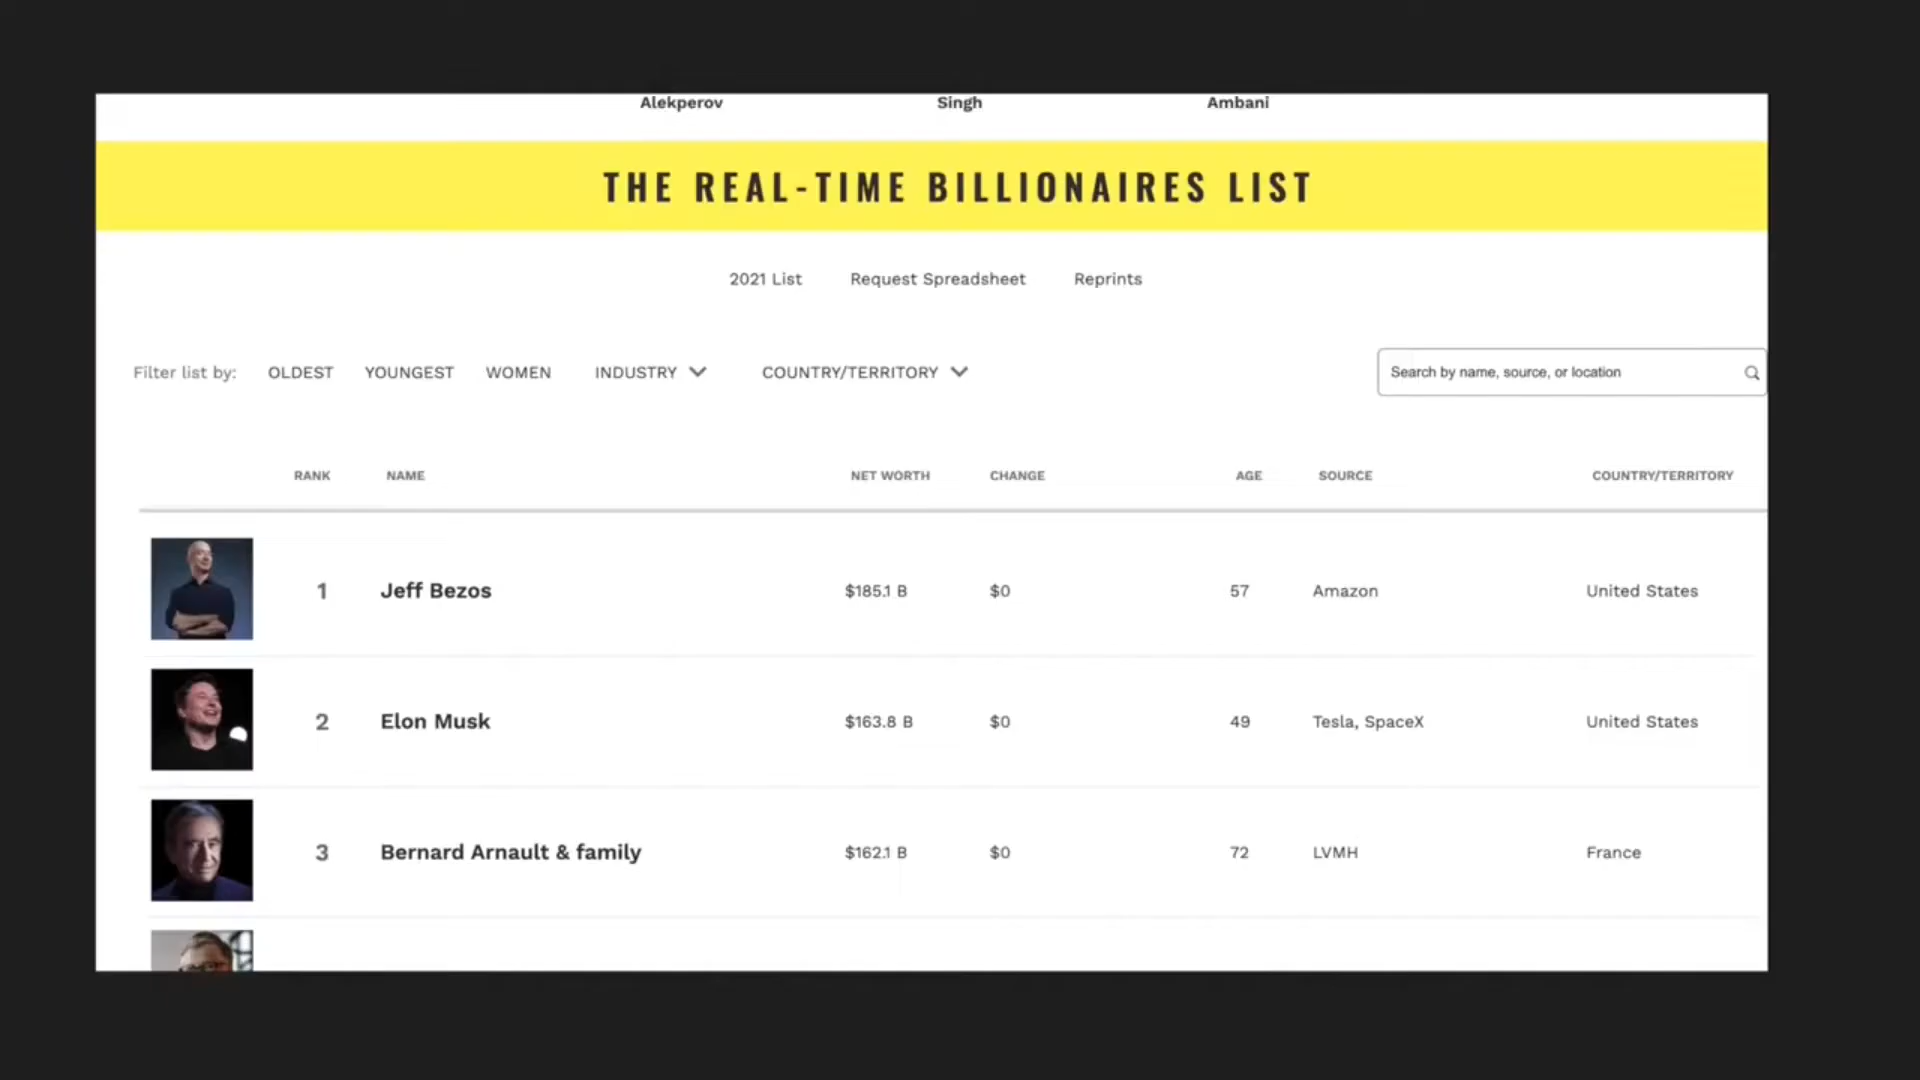 Alekperov Singh Ambani
THE REAL-TIME BILLIONAIRES LIST
2021 List Request Spreadsheet Reprints
Filter list by: OLDEST YOUNGEST WOMEN INDUSTRY COUNTRY/TERRITORY Search by name, source, or location
RANK NAME NET WORTH CHANGE AGE SOURCE COUNTRY/TERRITORY
1 Jeff Bezos $185.1 B $0 57 Amazon United States
2 Elon Musk $163.8 B $0 49 Tesla, SpaceX United States
3 Bernard Arnault & family $162.1 B $0 72 LVMH France